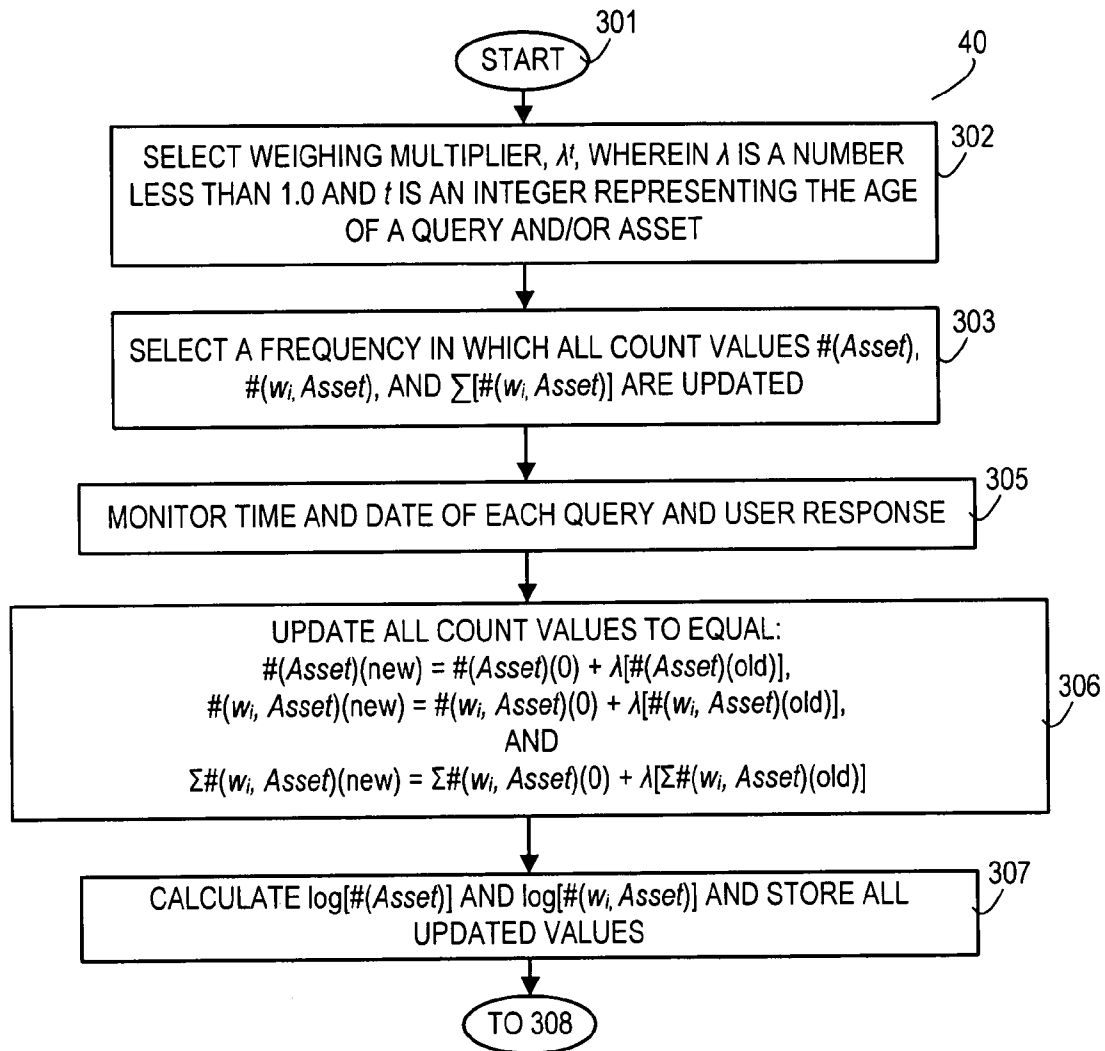 301
START
40
302
SELECT WEIGHING MULTIPLIER, λᵗ, WHEREIN λ IS A NUMBER
LESS THAN 1.0 AND t IS AN INTEGER REPRESENTING THE AGE
OF A QUERY AND/OR ASSET
303
SELECT A FREQUENCY IN WHICH ALL COUNT VALUES #(Asset),
#(wᵢ, Asset), AND ∑[#(wᵢ, Asset)] ARE UPDATED
305
MONITOR TIME AND DATE OF EACH QUERY AND USER RESPONSE
306
UPDATE ALL COUNT VALUES TO EQUAL:
#(Asset)(new) = #(Asset)(0) + λ[#(Asset)(old)],
#(wᵢ, Asset)(new) = #(wᵢ, Asset)(0) + λ[#(wᵢ, Asset)(old)],
AND
Σ#(wᵢ, Asset)(new) = Σ#(wᵢ, Asset)(0) + λ[Σ#(wᵢ, Asset)(old)]
307
CALCULATE log[#(Asset)] AND log[#(wᵢ, Asset)] AND STORE ALL
UPDATED VALUES
TO 308